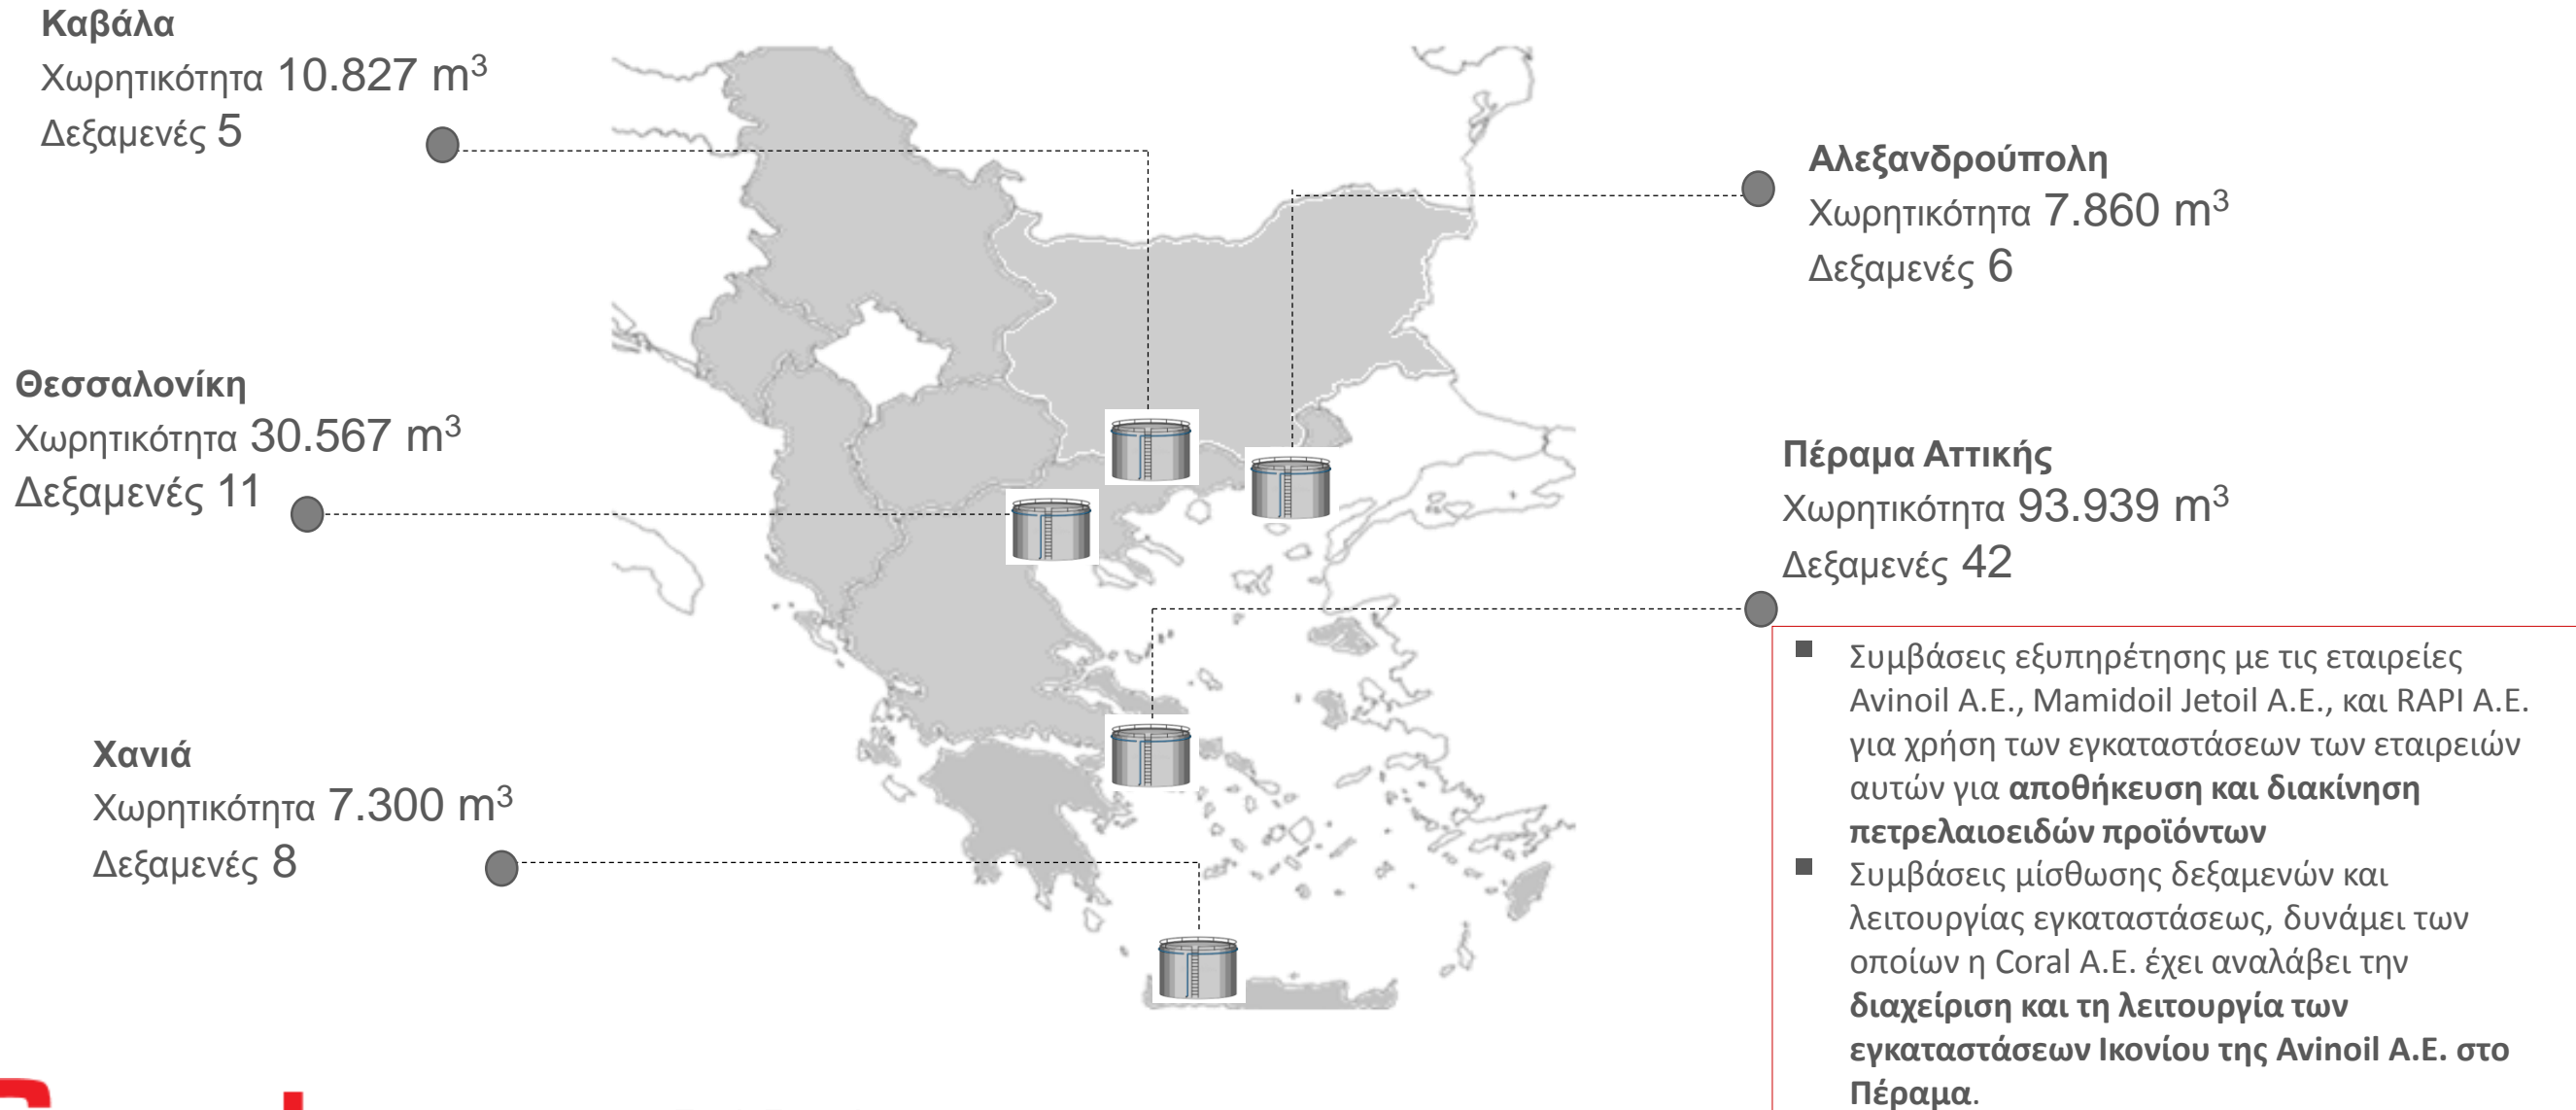 Καβάλα
Χωρητικότητα 10.827 m³
Δεξαμενές 5
Αλεξανδρούπολη
Χωρητικότητα 7.860 m³
Δεξαμενές 6
Θεσσαλονίκη
Χωρητικότητα 30.567 m³
Δεξαμενές 11
Πέραμα Αττικής
Χωρητικότητα 93.939 m³
Δεξαμενές 42
Χανιά
Χωρητικότητα 7.300 m³
Δεξαμενές 8
▪ Συμβάσεις εξυπηρέτησης με τις εταιρείες
Avinoil Α.Ε., Mamidoil Jetoil Α.Ε., και RAPI Α.Ε.
για χρήση των εγκαταστάσεων των εταιρειών
αυτών για αποθήκευση και διακίνηση
πετρελαιοειδών προϊόντων
▪ Συμβάσεις μίσθωσης δεξαμενών και
λειτουργίας εγκαταστάσεως, δυνάμει των
οποίων η Coral Α.Ε. έχει αναλάβει την
διαχείριση και τη λειτουργία των
εγκαταστάσεων Ικονίου της Avinoil Α.Ε. στο
Πέραμα.